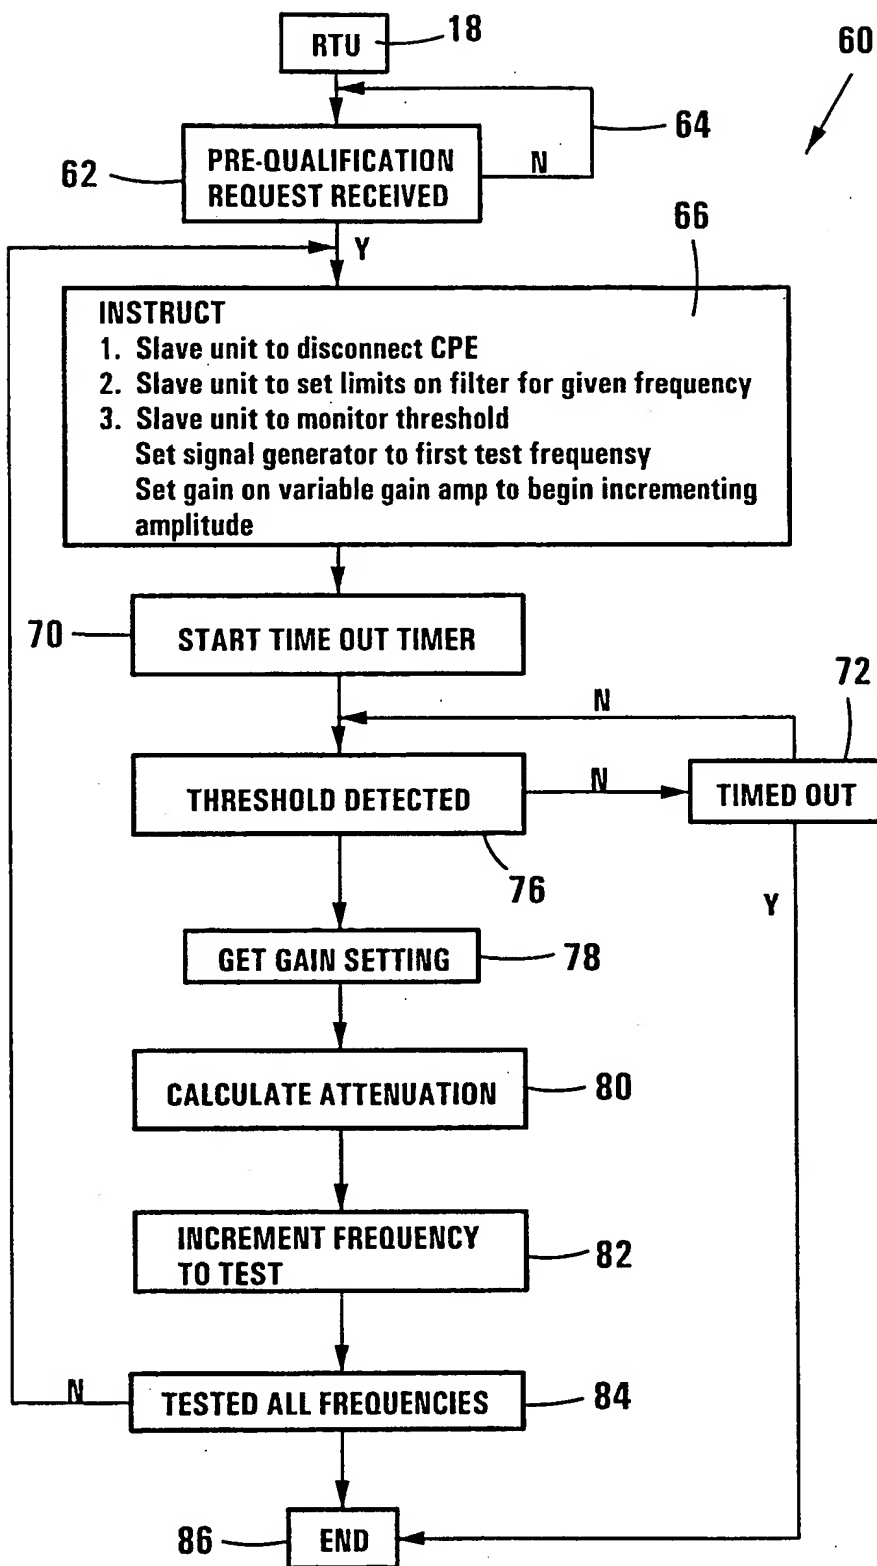 RTU
18
60
64
62
PRE-QUALIFICATION
REQUEST RECEIVED
N
Y
66
INSTRUCT
1. Slave unit to disconnect CPE
2. Slave unit to set limits on filter for given frequency
3. Slave unit to monitor threshold
Set signal generator to first test frequensy
Set gain on variable gain amp to begin incrementing
amplitude
70
START TIME OUT TIMER
72
N
THRESHOLD DETECTED
N
TIMED OUT
76
Y
GET GAIN SETTING
78
CALCULATE ATTENUATION
80
INCREMENT FREQUENCY
TO TEST
82
N
TESTED ALL FREQUENCIES
84
86
END